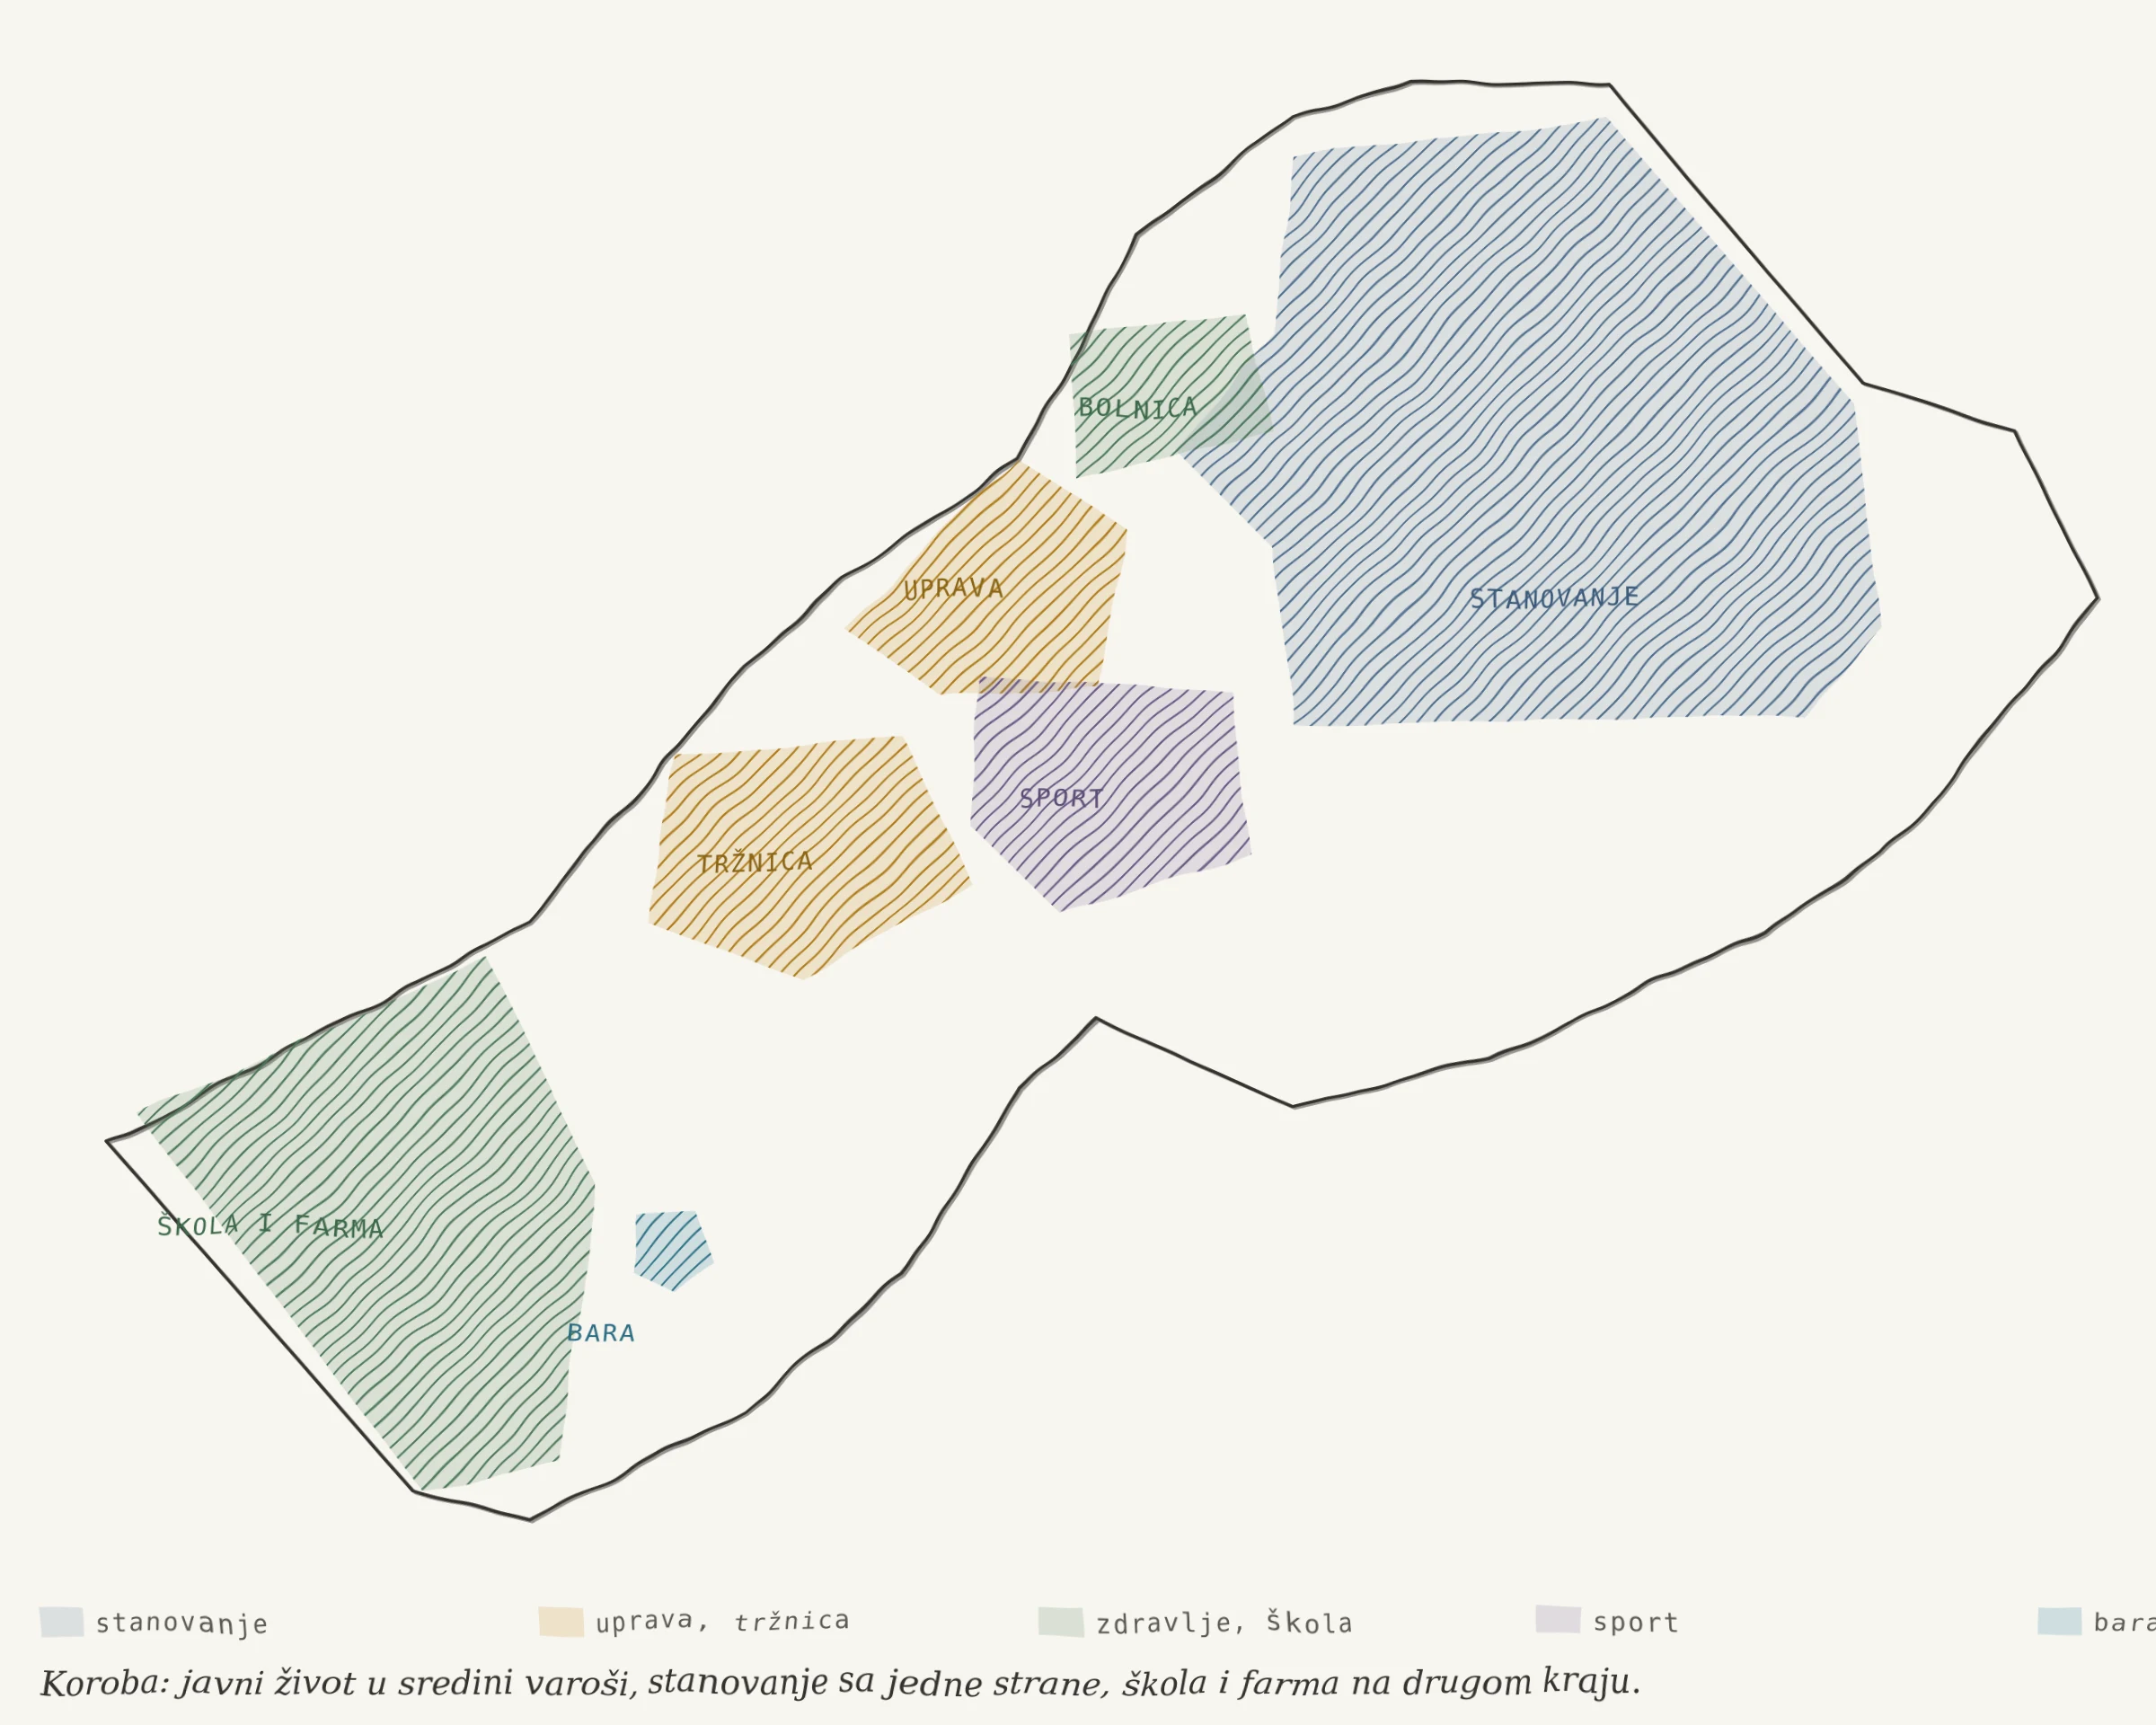 BOLNICA
UPRAVA
STANOVANJE
SPORT
TRŽNICA
ŠKOLA I FARMA
BARA
stanovanje
uprava, tržnica
zdravlje, škola
sport
bara
Koroba: javni život u sredini varoši, stanovanje sa jedne strane, škola i farma na drugom kraju.